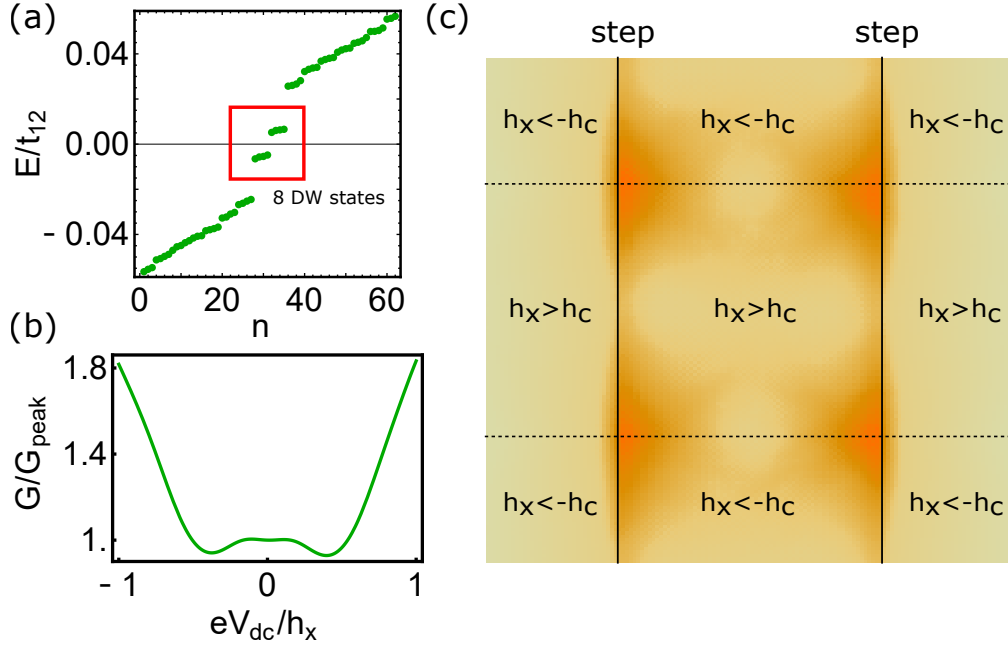 (a)
E/t12
0.04
0.00
- 0.04
8 DW states
0 20 40 60
n
(b)
G/Gpeak
1.8
1.4
1.
- 1 0 1
eVdc/hx
(c)
step step
hx<-hc hx<-hc hx<-hc
hx>hc hx>hc hx>hc
hx<-hc hx<-hc hx<-hc